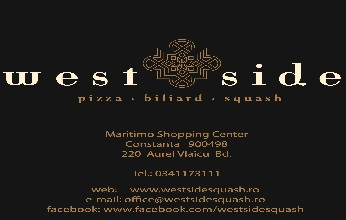 west side
pizza · biliard · squash
Maritimo Shopping Center
Constanta 900498
220 Aurel Vlaicu Bd.
tel.: 0341173111
web: www.westsidesquash.ro
e-mail: office@westsidesquash.ro
facebook: www.facebook.com/westsidesquash